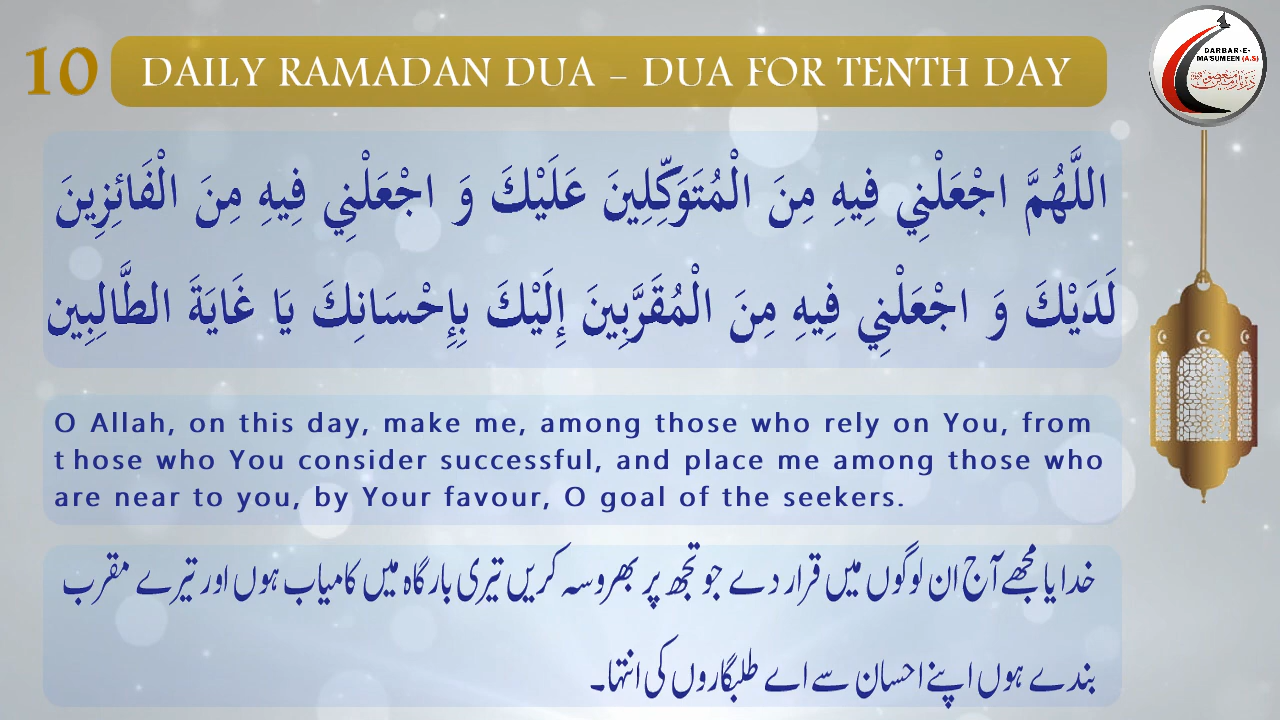 10 DAILY RAMADAN DUA – DUA FOR TENTH DAY
DARBAR-E-
MA'SUMEEN (A.S)
اللَّهُمَّ اجْعَلْنِي فِيهِ مِنَ الْمُتَوَكِّلِينَ عَلَيْكَ وَ اجْعَلْنِي فِيهِ مِنَ الْفَائِزِينَ
لَدَيْكَ وَ اجْعَلْنِي فِيهِ مِنَ الْمُقَرَّبِينَ إِلَيْكَ بِإِحْسَانِكَ يَا غَايَةَ الطَّالِبِين
O Allah, on this day, make me, among those who rely on You, from
those who You consider successful, and place me among those who
are near to you, by Your favour, O goal of the seekers.
خدایا مجھے آج ان لوگوں میں قرار دے جو تجھ پر بھروسہ کریں تیری بارگاہ میں کامیاب ہوں اور تیرے مقرب
بندے ہوں اپنے احسان سے اے طلبگاروں کی انتہا۔